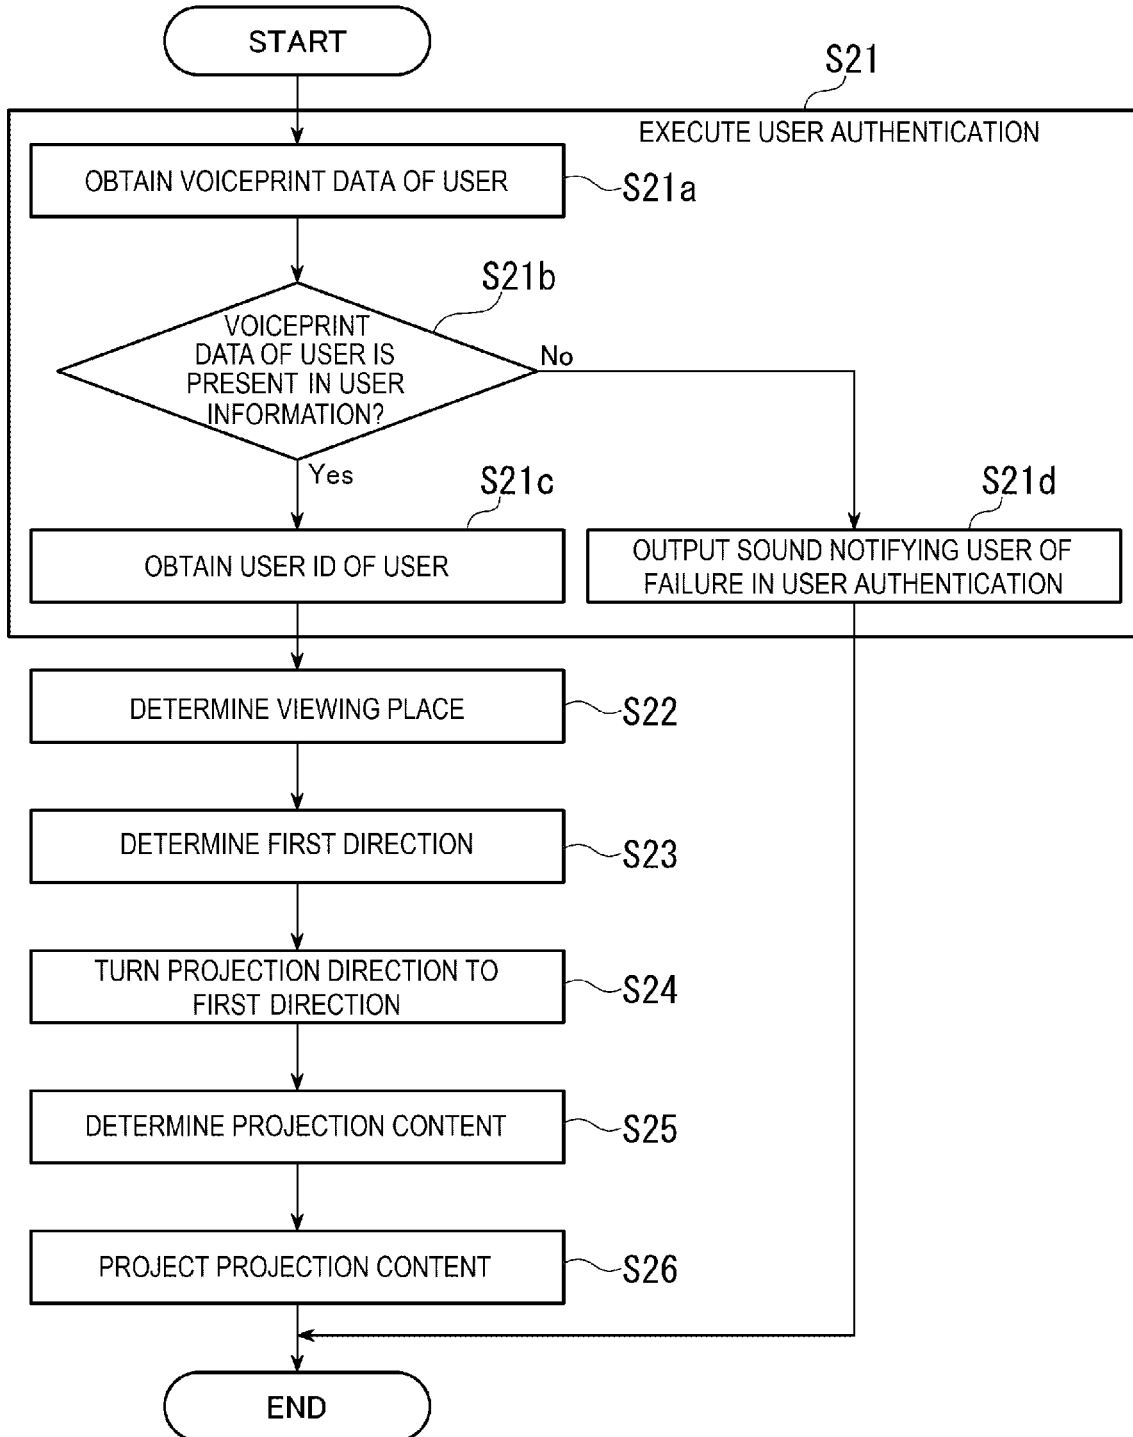 START
S21
EXECUTE USER AUTHENTICATION
OBTAIN VOICEPRINT DATA OF USER
S21a
S21b
VOICEPRINT
DATA OF USER IS
PRESENT IN USER
INFORMATION?
No
Yes
S21c
OBTAIN USER ID OF USER
S21d
OUTPUT SOUND NOTIFYING USER OF
FAILURE IN USER AUTHENTICATION
DETERMINE VIEWING PLACE
S22
DETERMINE FIRST DIRECTION
S23
TURN PROJECTION DIRECTION TO
FIRST DIRECTION
S24
DETERMINE PROJECTION CONTENT
S25
PROJECT PROJECTION CONTENT
S26
END